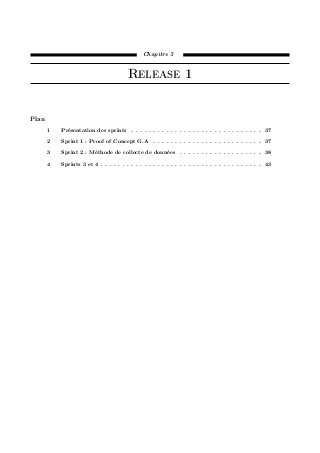 Chapitre 3
RELEASE 1
Plan
1 Présentation des sprints . . . . . . . . . . . . . . . . . . . . . . . . . . . . . . 37
2 Sprint 1 : Proof of Concept G.A . . . . . . . . . . . . . . . . . . . . . . . . . 37
3 Sprint 2 : Méthode de collecte de données . . . . . . . . . . . . . . . . . . . 38
4 Sprints 3 et 4 . . . . . . . . . . . . . . . . . . . . . . . . . . . . . . . . . . . . . 43